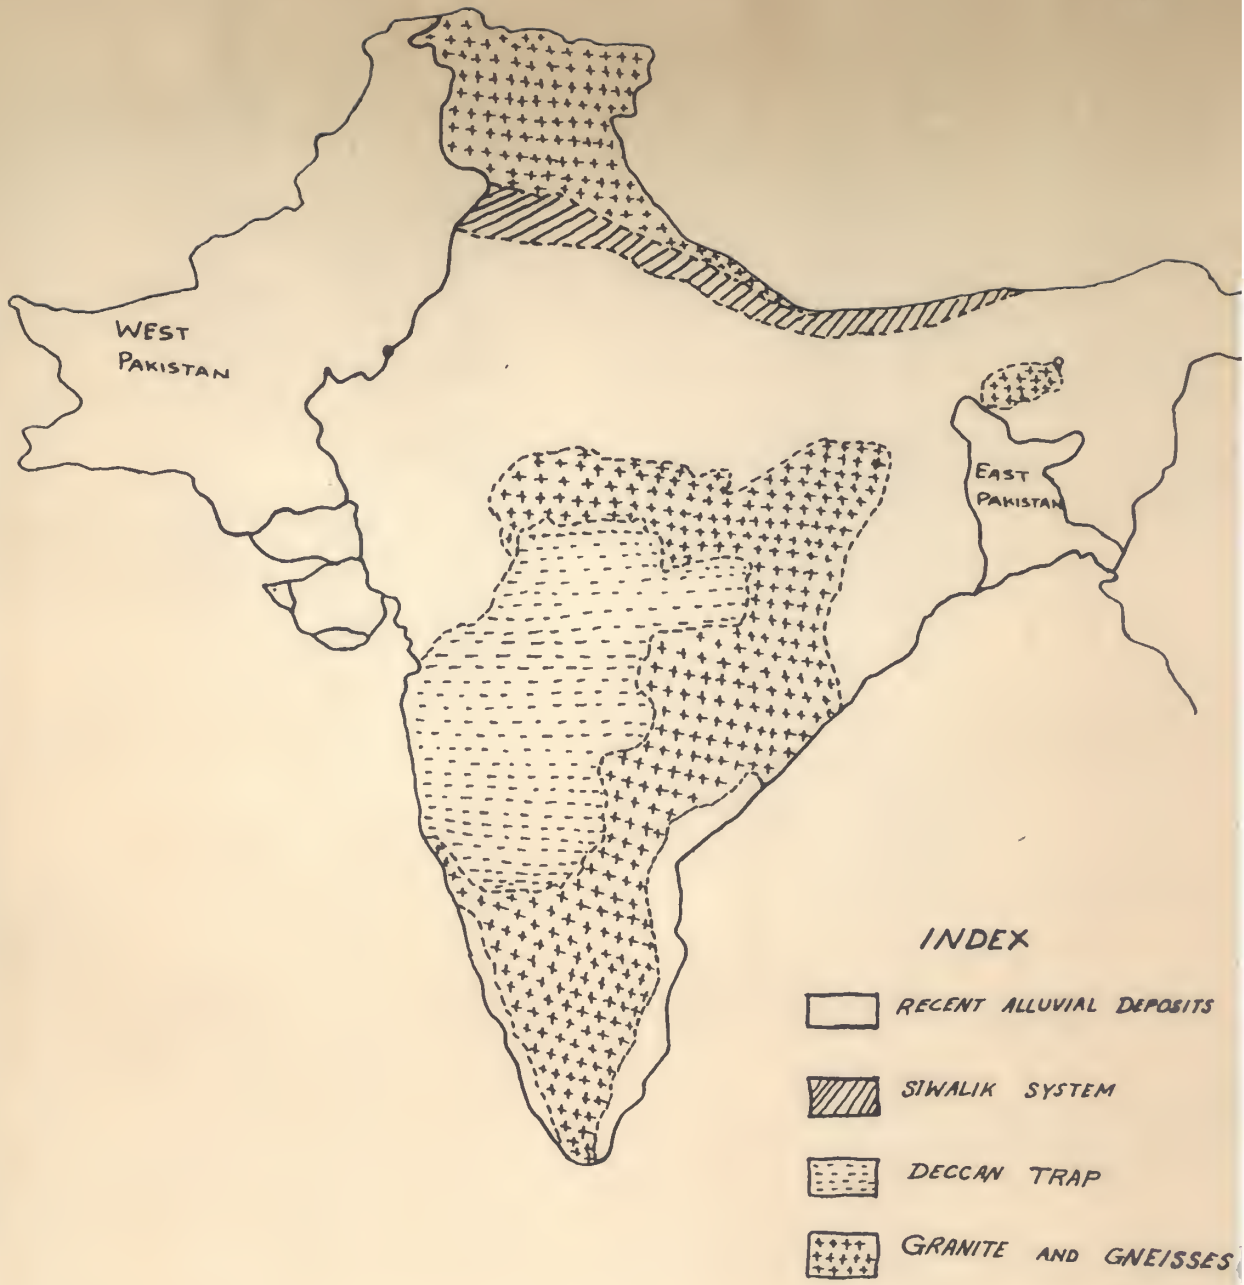 WEST
PAKISTAN
EAST
PAKISTAN
INDEX
RECENT ALLUVIAL DEPOSITS
SIWALIK SYSTEM
DECCAN TRAP
GRANITE AND GNEISSES